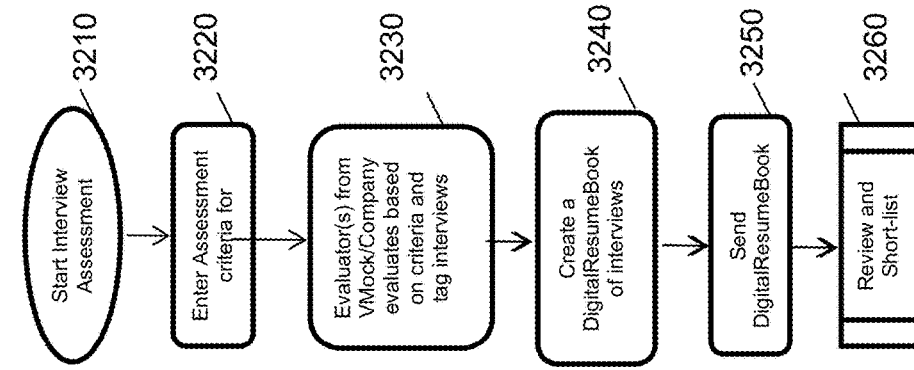 Start Interview
Assessment
3210
Enter Assessment
criteria for
3220
Evaluator(s) from
VMock/Company
evaluates based
on criteria and
tag interviews
3230
Create a
DigitalResumeBook
of interviews
3240
Send
DigitalResumeBook
3250
Review and
Short-list
3260